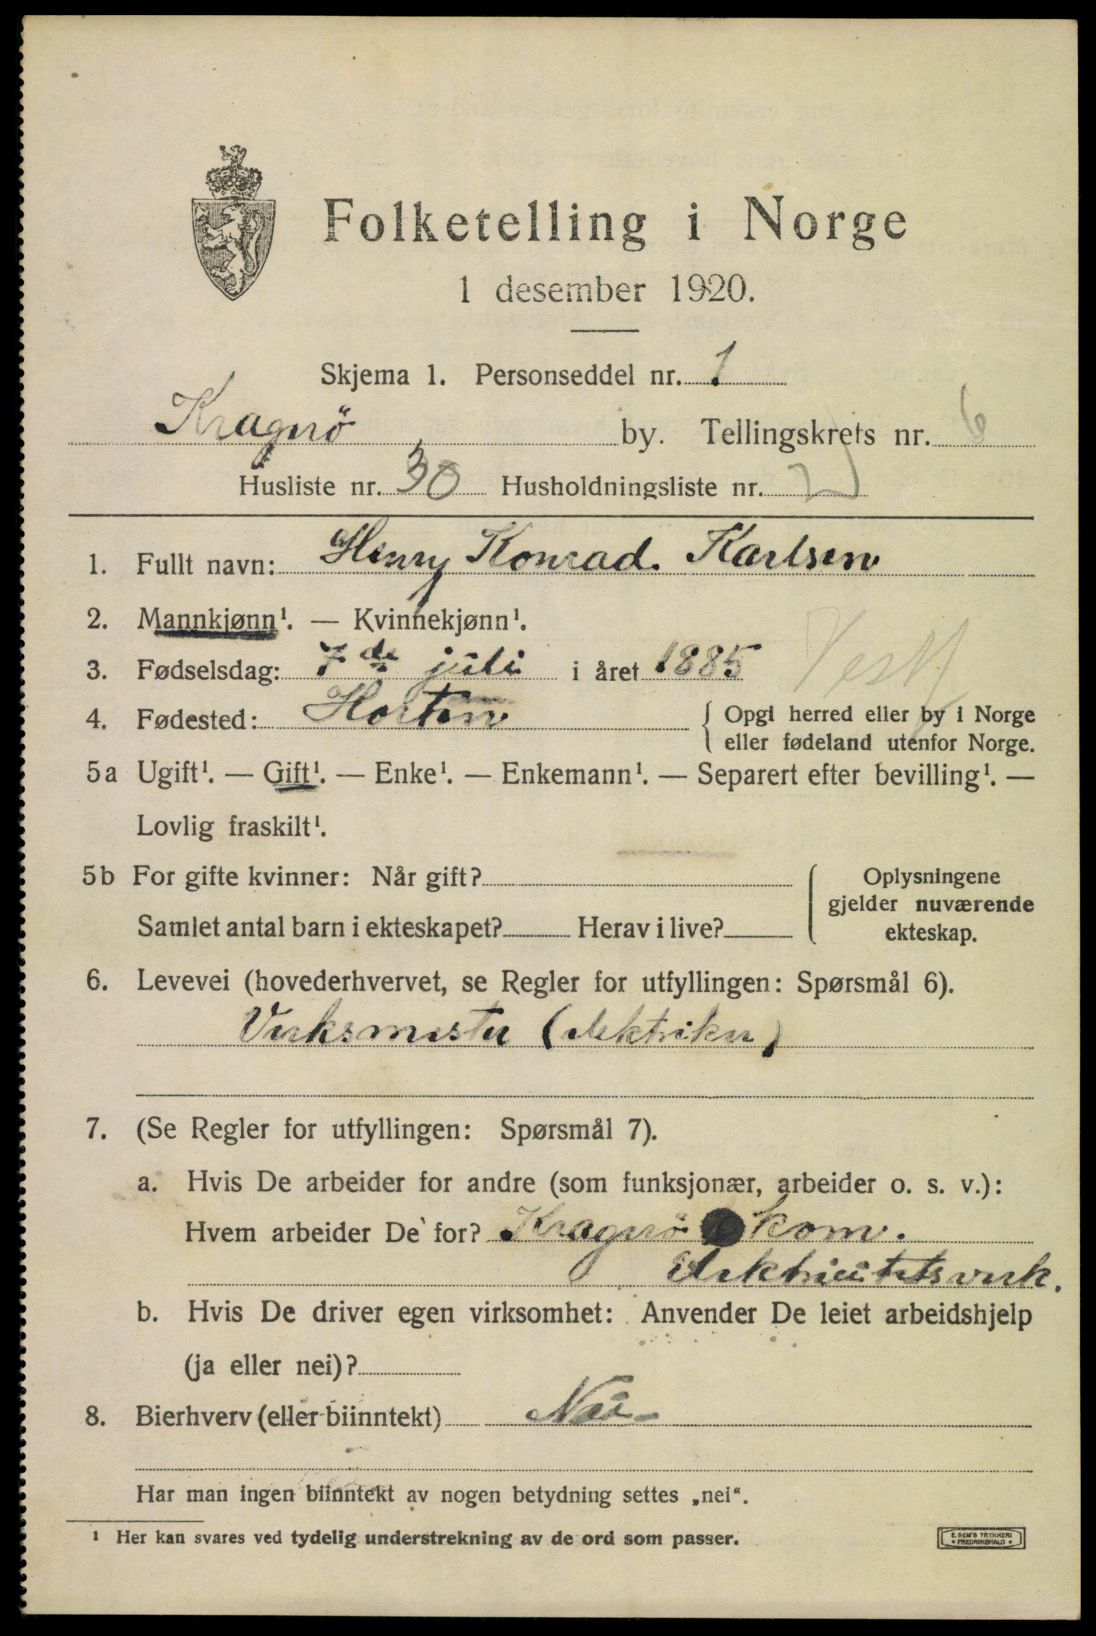 Folketelling i Norge
1 desember 1920.
Skjema 1. Personseddel nr. 1
Kragerø by. Tellingskrets nr. 6
Husliste nr. 30 Husholdningsliste nr. 2
1. Fullt navn: Henry Konrad Karlsen
2. Mannkjønn¹. — Kvinnekjønn¹.
3. Fødselsdag: 7de juli i året 1885
4. Fødested: Horten { Opgi herred eller by i Norge
eller fødeland utenfor Norge.
5a Ugift¹. — Gift¹. — Enke¹. — Enkemann¹. — Separert efter bevilling¹. —
Lovlig fraskilt¹.
5b For gifte kvinner: Når gift?
Samlet antal barn i ekteskapet? Herav i live?
Oplysningene
gjelder nuværende
ekteskap.
6. Levevei (hovederhvervet, se Regler for utfyllingen: Spørsmål 6).
Verksmester (elektriker)
7. (Se Regler for utfyllingen: Spørsmål 7).
a. Hvis De arbeider for andre (som funksjonær, arbeider o. s. v.):
Hvem arbeider De for? Kragerø kom.
Elektricitetsverk.
b. Hvis De driver egen virksomhet: Anvender De leiet arbeidshjelp
(ja eller nei)?
8. Bierhverv (eller biinntekt) Nei
Har man ingen biinntekt av nogen betydning settes „nei“.
¹ Her kan svares ved tydelig understrekning av de ord som passer.
E. SEM'S TRYKKERI
FREDRIKSHALD